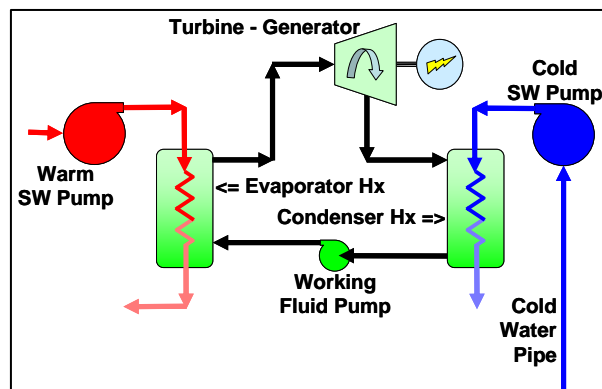 Turbine - Generator
Cold
SW Pump
Warm
SW Pump
<= Evaporator Hx
Condenser Hx =>
Working
Fluid Pump
Cold
Water
Pipe